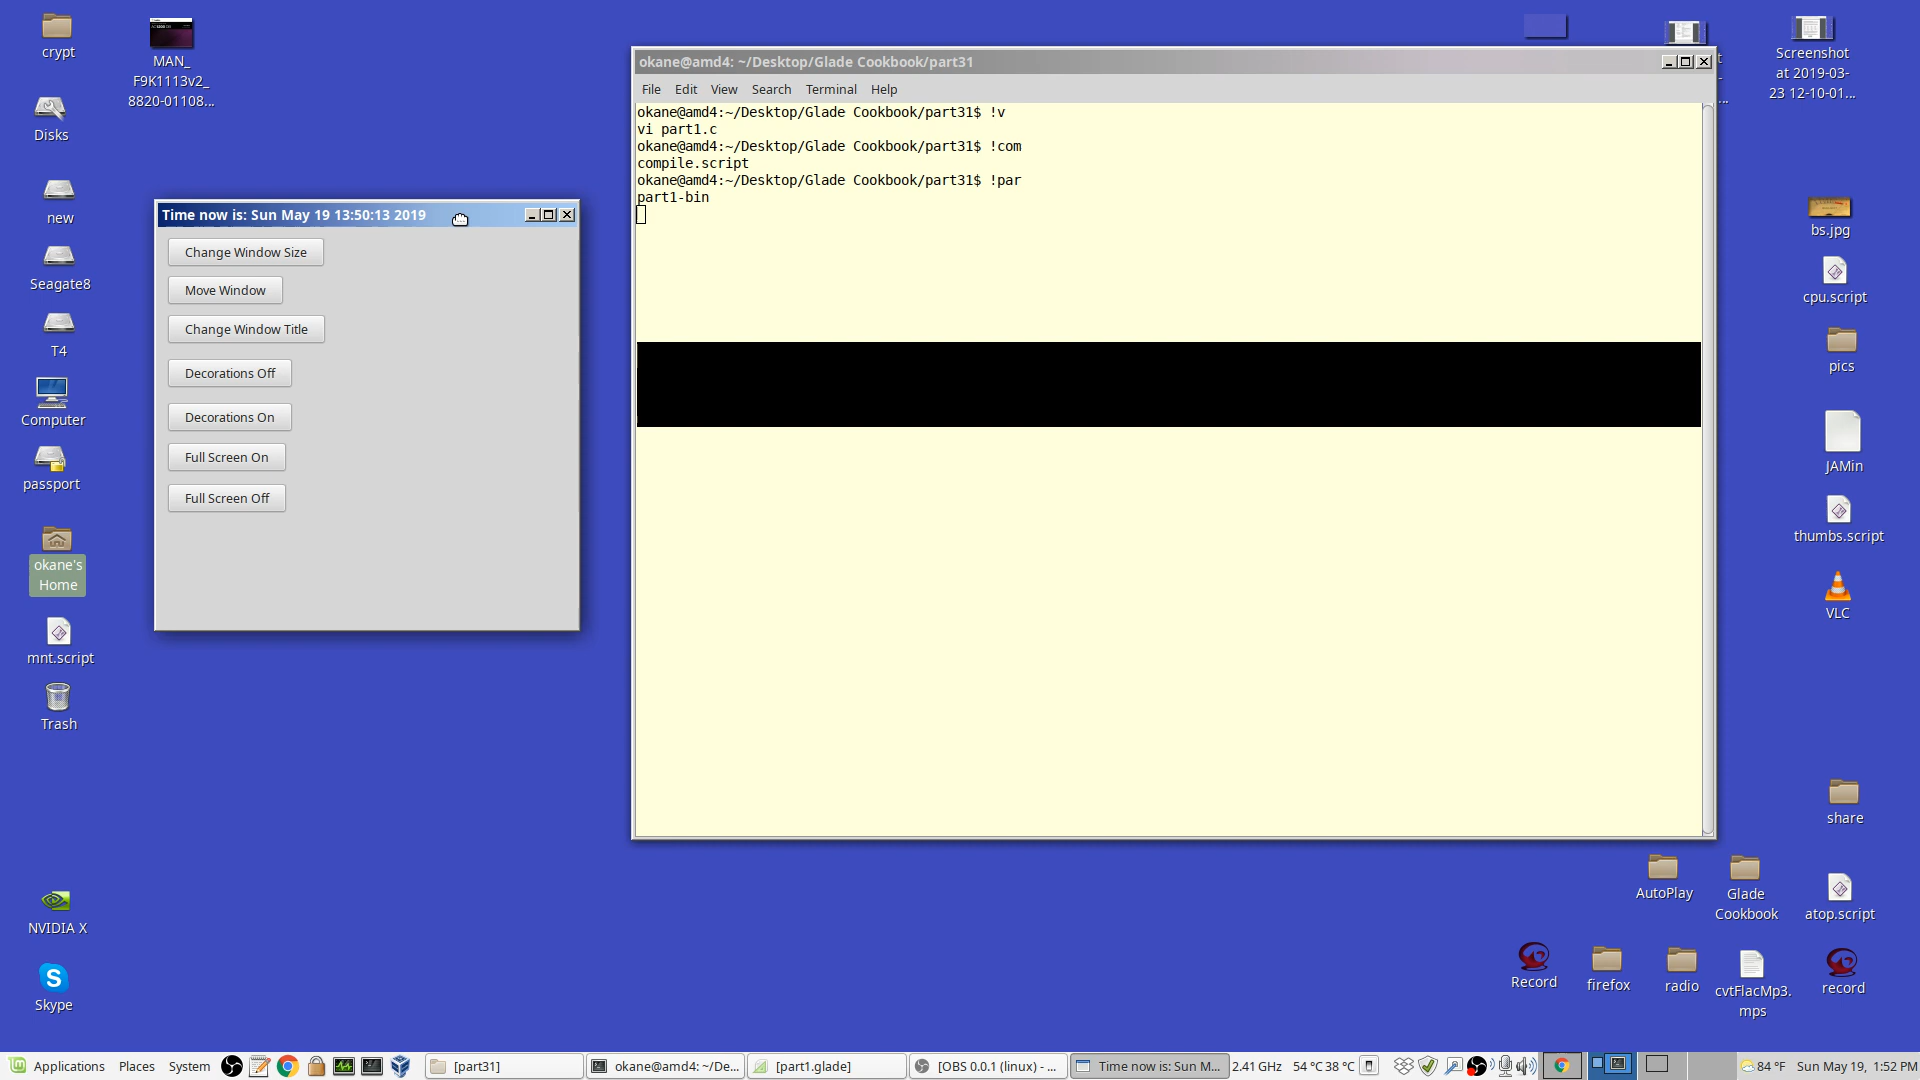 crypt
MAN_
F9K1113v2_
8820-01108...
Disks
new
Seagate8
T4
Computer
passport
okane's
Home
mnt.script
Trash
NVIDIA X
Skype
Time now is: Sun May 19 13:50:13 2019
Change Window Size
Move Window
Change Window Title
Decorations Off
Decorations On
Full Screen On
Full Screen Off
okane@amd4: ~/Desktop/Glade Cookbook/part31
File Edit View Search Terminal Help
okane@amd4:~/Desktop/Glade Cookbook/part31$ !v
vi part1.c
okane@amd4:~/Desktop/Glade Cookbook/part31$ !com
compile.script
okane@amd4:~/Desktop/Glade Cookbook/part31$ !par
part1-bin
Screenshot
at 2019-03-
23 12-10-01...
bs.jpg
cpu.script
pics
JAMin
thumbs.script
VLC
share
AutoPlay
Glade
Cookbook
atop.script
Record
firefox
radio
cvtFlacMp3.
mps
record
Applications Places System [part31] okane@amd4: ~/De... [part1.glade] [OBS 0.0.1 (linux) - ... Time now is: Sun M... 2.41 GHz 54 °C 38 °C 84 °F Sun May 19, 1:52 PM